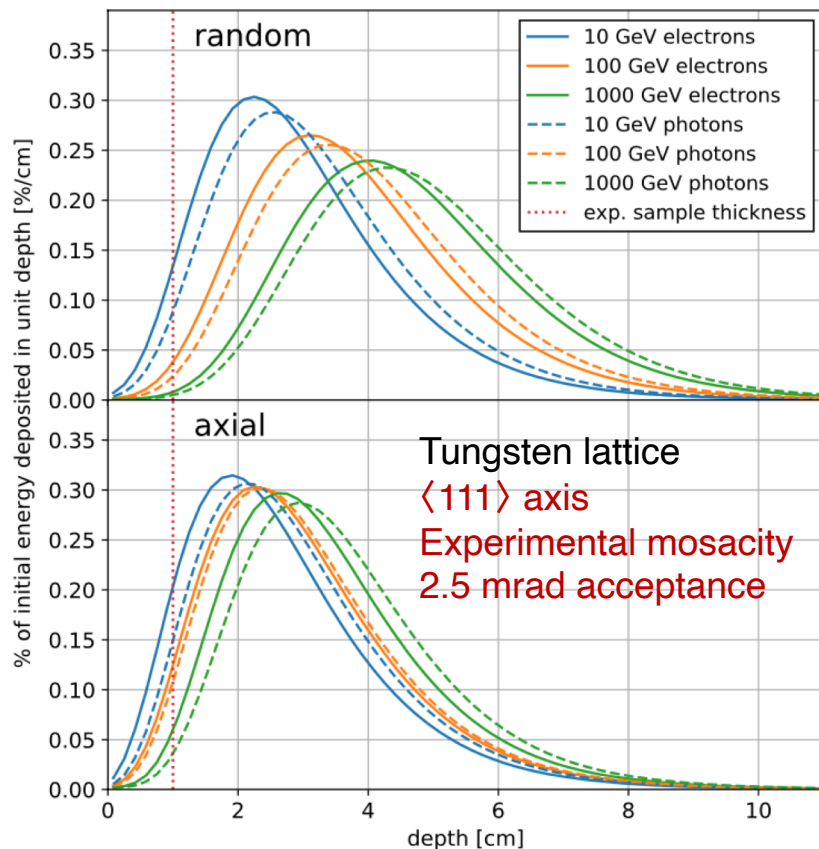 % of initial energy deposited in unit depth [%/cm]
random
10 GeV electrons
100 GeV electrons
1000 GeV electrons
10 GeV photons
100 GeV photons
1000 GeV photons
exp. sample thickness
0.35
0.30
0.25
0.20
0.15
0.10
0.05
0.00
axial
Tungsten lattice
⟨111⟩ axis
Experimental mosacity
2.5 mrad acceptance
0.35
0.30
0.25
0.20
0.15
0.10
0.05
0.00
0 2 4 6 8 10
depth [cm]